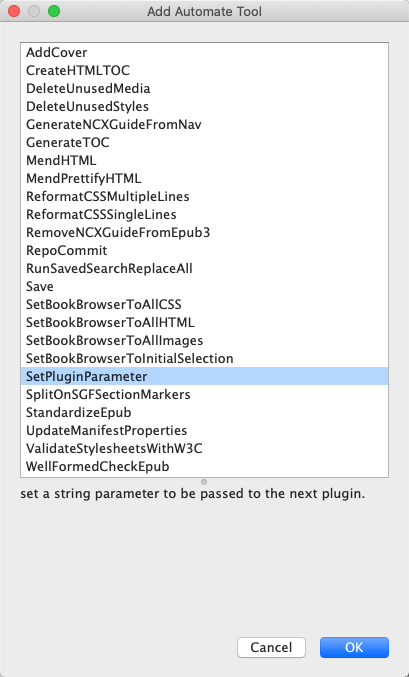 Add Automate Tool
AddCover
CreateHTMLTOC
DeleteUnusedMedia
DeleteUnusedStyles
GenerateNCXGuideFromNav
GenerateTOC
MendHTML
MendPrettifyHTML
ReformatCSSMultipleLines
ReformatCSSSingleLines
RemoveNCXGuideFromEpub3
RepoCommit
RunSavedSearchReplaceAll
Save
SetBookBrowserToAllCSS
SetBookBrowserToAllHTML
SetBookBrowserToAllImages
SetBookBrowserToInitialSelection
SetPluginParameter
SplitOnSGFSectionMarkers
StandardizeEpub
UpdateManifestProperties
ValidateStylesheetsWithW3C
WellFormedCheckEpub
set a string parameter to be passed to the next plugin.
Cancel
OK